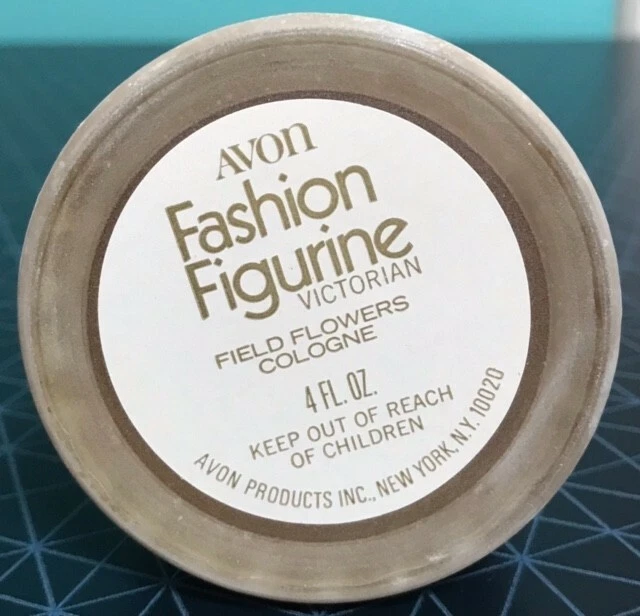 AVON
Fashion
Figurine
VICTORIAN
FIELD FLOWERS
COLOGNE
4 FL. OZ.
KEEP OUT OF REACH
OF CHILDREN
AVON PRODUCTS INC., NEW YORK, N.Y. 10020